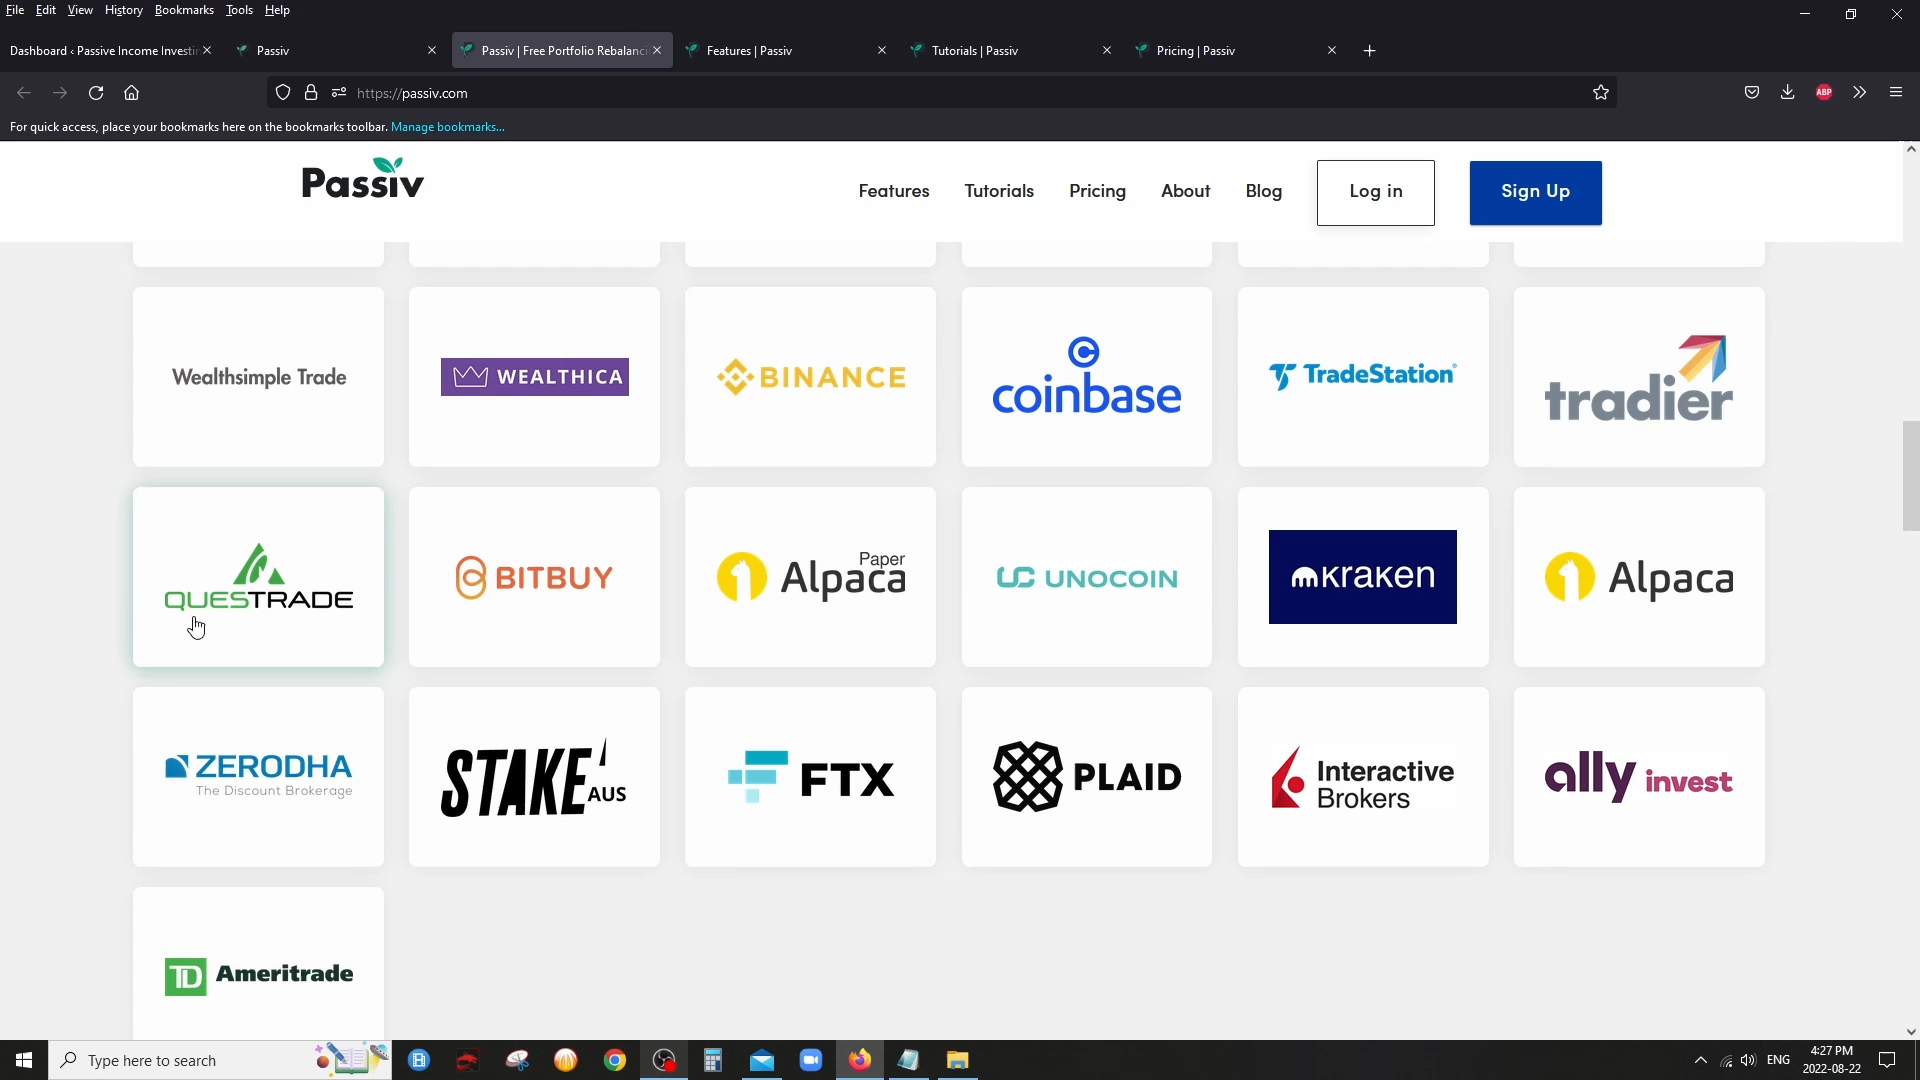 File Edit View History Bookmarks Tools Help
Dashboard ‹ Passive Income Investin
Passiv
Passiv | Free Portfolio Rebalanci
Features | Passiv
Tutorials | Passiv
Pricing | Passiv
https://passiv.com
ABP
For quick access, place your bookmarks here on the bookmarks toolbar. Manage bookmarks...
Passiv
Features Tutorials Pricing About Blog Log in Sign Up
Wealthsimple Trade
WEALTHICA
BINANCE
coinbase
TradeStation
tradier
QUESTRADE
BITBUY
Alpaca Paper
UNOCOIN
kraken
Alpaca
ZERODHA
The Discount Brokerage
STAKE AUS
FTX
PLAID
Interactive
Brokers
ally invest
TD Ameritrade
Type here to search
ENG
4:27 PM
2022-08-22